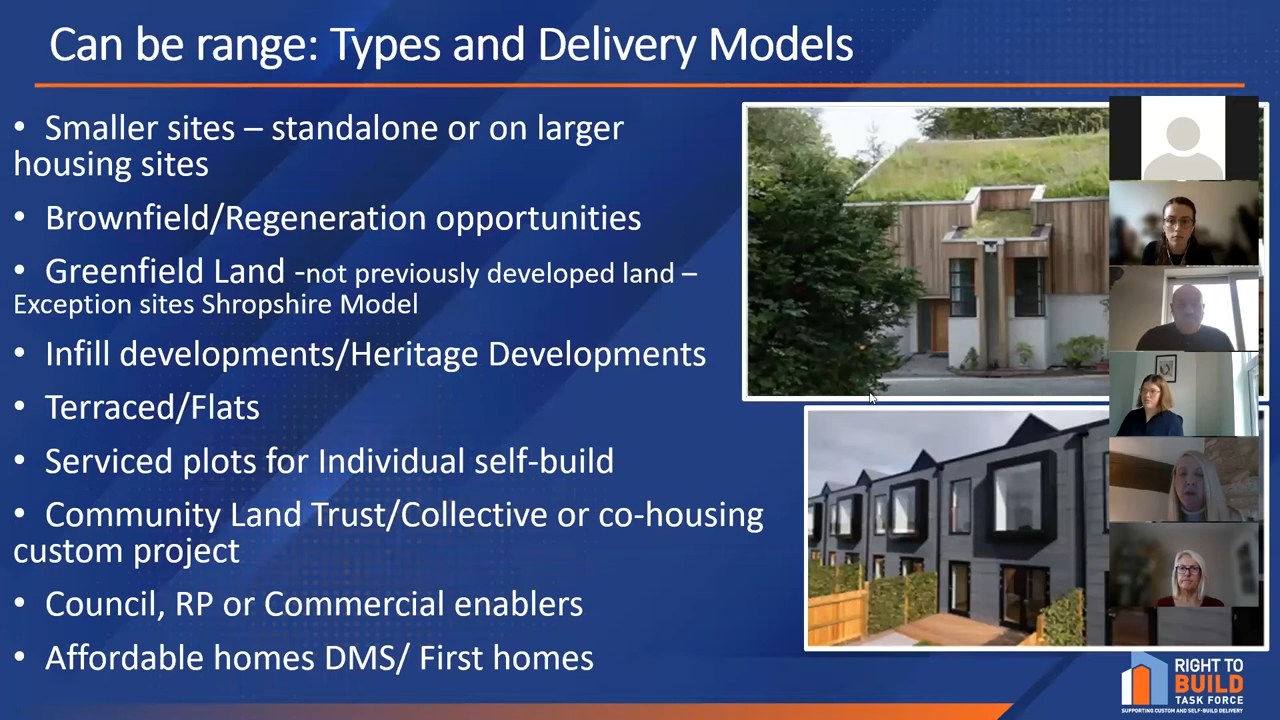 Can be range: Types and Delivery Models
• Smaller sites – standalone or on larger
housing sites
• Brownfield/Regeneration opportunities
• Greenfield Land -not previously developed land –
Exception sites Shropshire Model
• Infill developments/Heritage Developments
• Terraced/Flats
• Serviced plots for Individual self-build
• Community Land Trust/Collective or co-housing
custom project
• Council, RP or Commercial enablers
• Affordable homes DMS/ First homes
RIGHT TO
BUILD
TASK FORCE
SUPPORTING CUSTOM AND SELF-BUILD DELIVERY